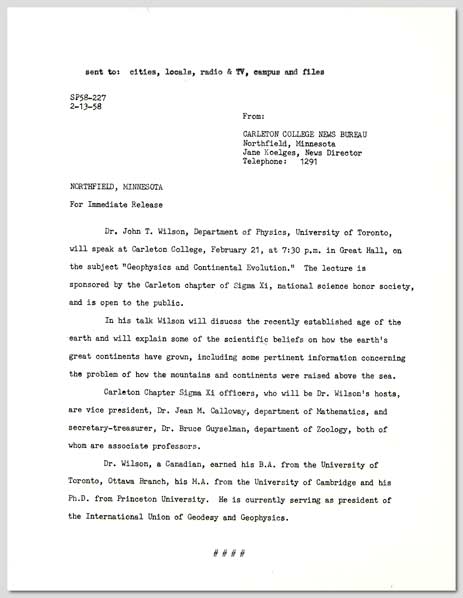 sent to: cities, locals, radio & TV, campus and files
SP58-227
2-13-58
From:
CARLETON COLLEGE NEWS BUREAU
Northfield, Minnesota
Jane Koelges, News Director
Telephone: 1291
NORTHFIELD, MINNESOTA
For Immediate Release
Dr. John T. Wilson, Department of Physics, University of Toronto,
will speak at Carleton College, February 21, at 7:30 p.m. in Great Hall, on
the subject "Geophysics and Continental Evolution." The lecture is
sponsored by the Carleton chapter of Sigma Xi, national science honor society,
and is open to the public.
In his talk Wilson will disucss the recently established age of the
earth and will explain some of the scientific beliefs on how the earth's
great continents have grown, including some pertinent information concerning
the problem of how the mountains and continents were raised above the sea.
Carleton Chapter Sigma Xi officers, who will be Dr. Wilson's hosts,
are vice president, Dr. Jean M. Calloway, department of Mathematics, and
secretary-treasurer, Dr. Bruce Guyselman, department of Zoology, both of
whom are associate professors.
Dr. Wilson, a Canadian, earned his B.A. from the University of
Toronto, Ottawa Branch, his M.A. from the University of Cambridge and his
Ph.D. from Princeton University. He is currently serving as president of
the International Union of Geodesy and Geophysics.
# # # #